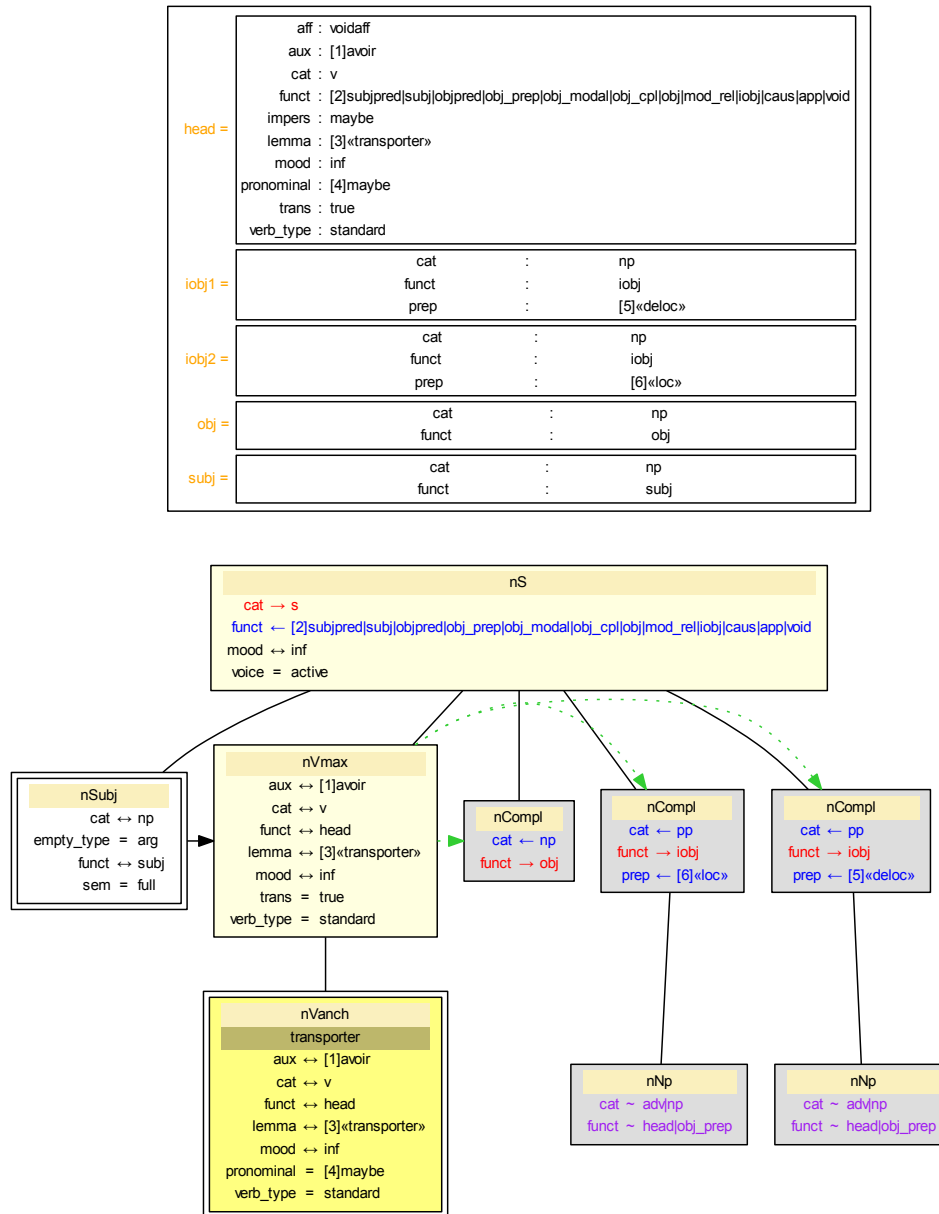 head =
aff : voidaff
aux : [1]avoir
cat : v
funct : [2]subjpred|subj|objpred|obj_prep|obj_modal|obj_cpl|obj|mod_rel|iobj|caus|app|void
impers : maybe
lemma : [3]«transporter»
mood : inf
pronominal : [4]maybe
trans : true
verb_type : standard
iobj1 =
cat : np
funct : iobj
prep : [5]«deloc»
iobj2 =
cat : np
funct : iobj
prep : [6]«loc»
obj =
cat : np
funct : obj
subj =
cat : np
funct : subj
nS
cat → s
funct ← [2]subjpred|subj|objpred|obj_prep|obj_modal|obj_cpl|obj|mod_rel|iobj|caus|app|void
mood ↔ inf
voice = active
nSubj
cat ↔ np
empty_type = arg
funct ↔ subj
sem = full
nVmax
aux ↔ [1]avoir
cat ↔ v
funct ↔ head
lemma ↔ [3]«transporter»
mood ↔ inf
trans = true
verb_type = standard
nCompl
cat ← np
funct → obj
nCompl
cat ← pp
funct → iobj
prep ← [6]«loc»
nCompl
cat ← pp
funct → iobj
prep ← [5]«deloc»
nVanch
transporter
aux ↔ [1]avoir
cat ↔ v
funct ↔ head
lemma ↔ [3]«transporter»
mood ↔ inf
pronominal = [4]maybe
verb_type = standard
nNp
cat ~ adv|np
funct ~ head|obj_prep
nNp
cat ~ adv|np
funct ~ head|obj_prep